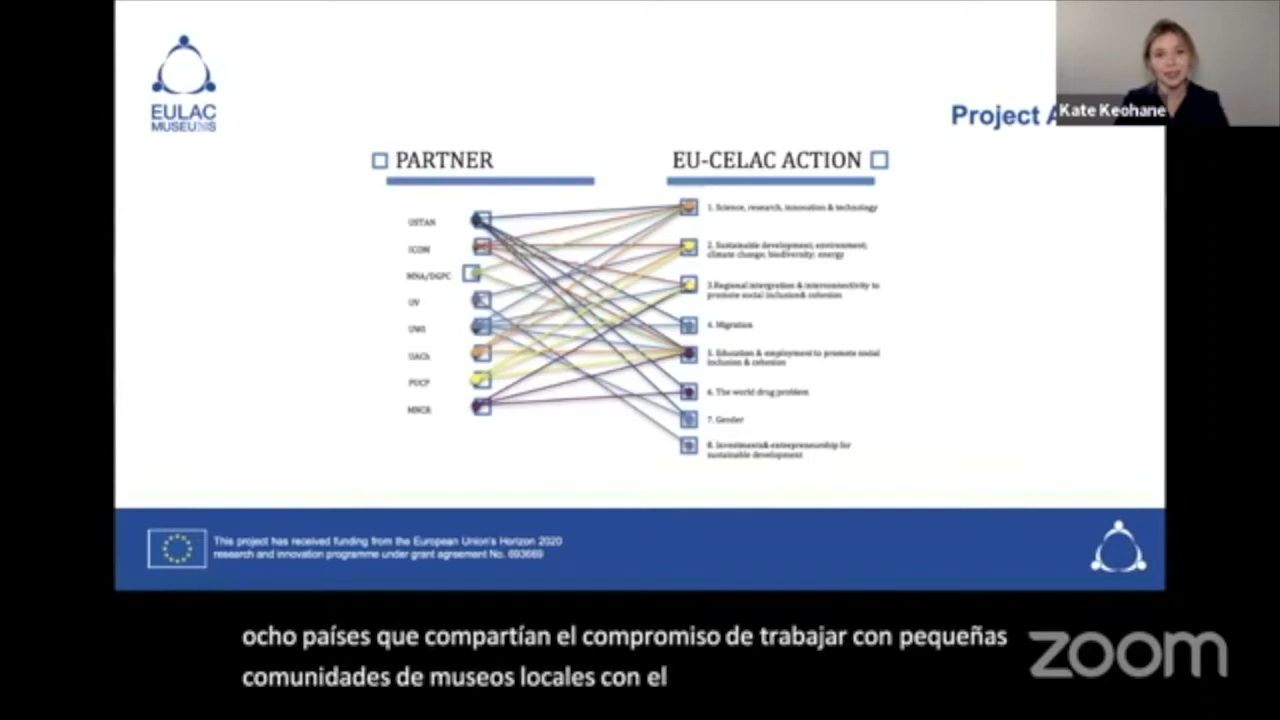 EULAC
MUSEUMS
Project A
Kate Keohane
PARTNER
EU-CELAC ACTION
USTAN
ICOM
MNA/DGPC
UV
UWI
UACh
PUCP
MNCR
1. Science, research, innovation & technology
2. Sustainable development; environment;
climate change; biodiversity; energy
3.Regional intergration & interconnectivity to
promote social inclusion& cohesion
4. Migration
5. Education & employment to promote social
inclusion & cohesion
6. The world drug problem
7. Gender
8. Investments& entrepreneurship for
sustainable development
This project has received funding from the European Union's Horizon 2020
research and innovation programme under grant agreement No. 693669
ocho países que compartían el compromiso de trabajar con pequeñas
comunidades de museos locales con el
zoom